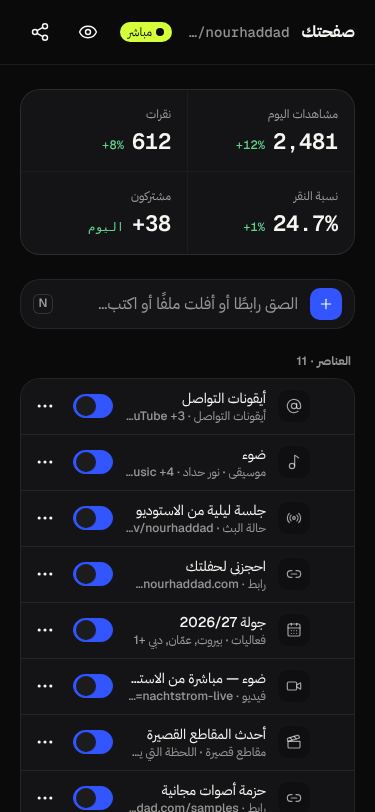 صفحتك
…/nourhaddad
مباشر
مشاهدات اليوم
2,481 +12%
نقرات
612 +8%
نسبة النقر
24.7% +1%
مشتركون
+38 اليوم
الصق رابطًا أو أفلت ملفًا أو اكتب...
N
العناصر · 11
أيقونات التواصل
أيقونات التواصل · uTube +3…
ضوء
موسيقى · نور حداد · usic +4…
جلسة ليلية من الاستوديو
حالة البث · v/nourhaddad…
احجزني لحفلتك
رابط · nourhaddad.com…
جولة 2026/27
فعاليات · بيروت, عمّان, دبي +1
ضوء — مباشرة من الاست…
فيديو · =nachtstrom-live…
أحدث المقاطع القصيرة
مقاطع قصيرة · اللحظة التي ي…
حزمة أصوات مجانية
رابط · dad.com/samples…